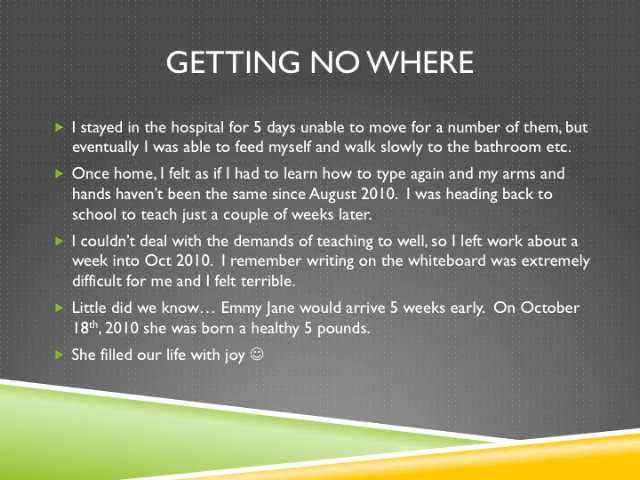 GETTING NO WHERE
I stayed in the hospital for 5 days unable to move for a number of them, but
eventually I was able to feed myself and walk slowly to the bathroom etc.
Once home, I felt as if I had to learn how to type again and my arms and
hands haven't been the same since August 2010. I was heading back to
school to teach just a couple of weeks later.
I couldn't deal with the demands of teaching to well, so I left work about a
week into Oct 2010. I remember writing on the whiteboard was extremely
difficult for me and I felt terrible.
Little did we know… Emmy Jane would arrive 5 weeks early. On October
18th, 2010 she was born a healthy 5 pounds.
She filled our life with joy ☺